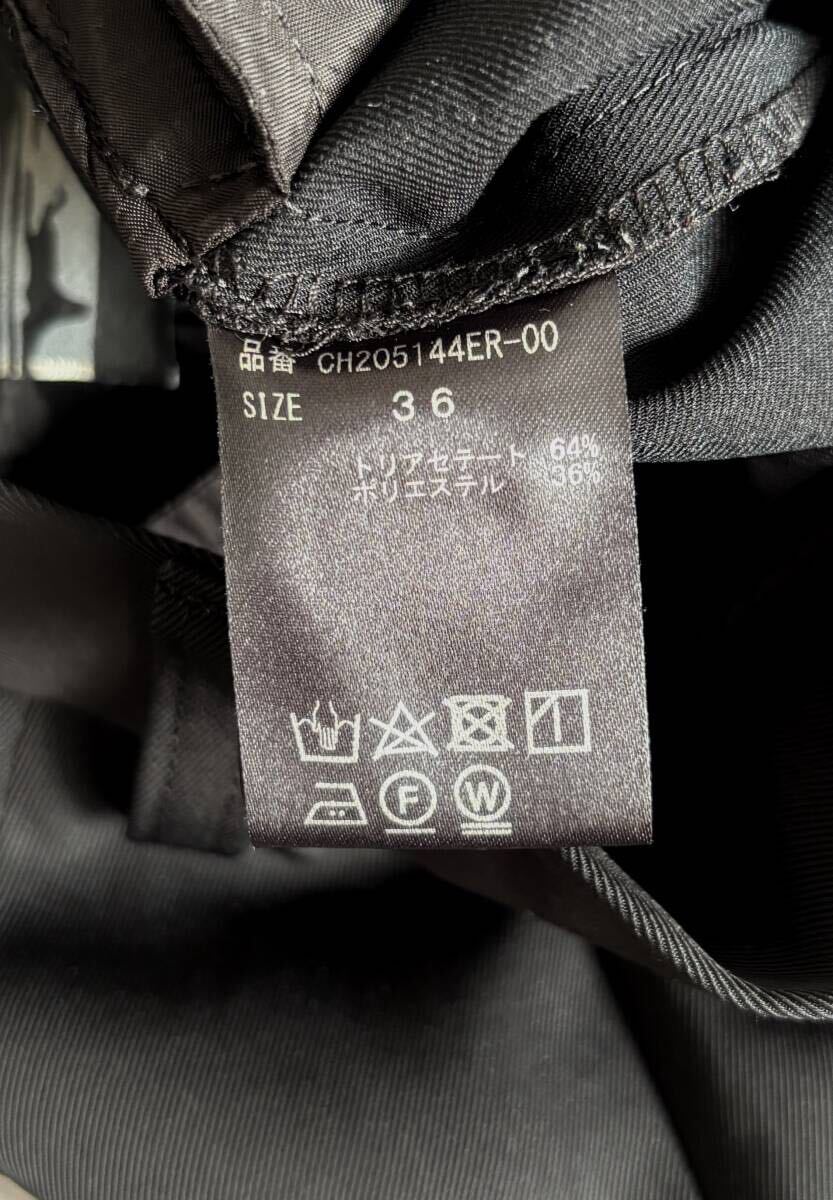 品番 CH205144ER-00
SIZE 36
トリアセテート 64%
ポリエステル 36%
F W